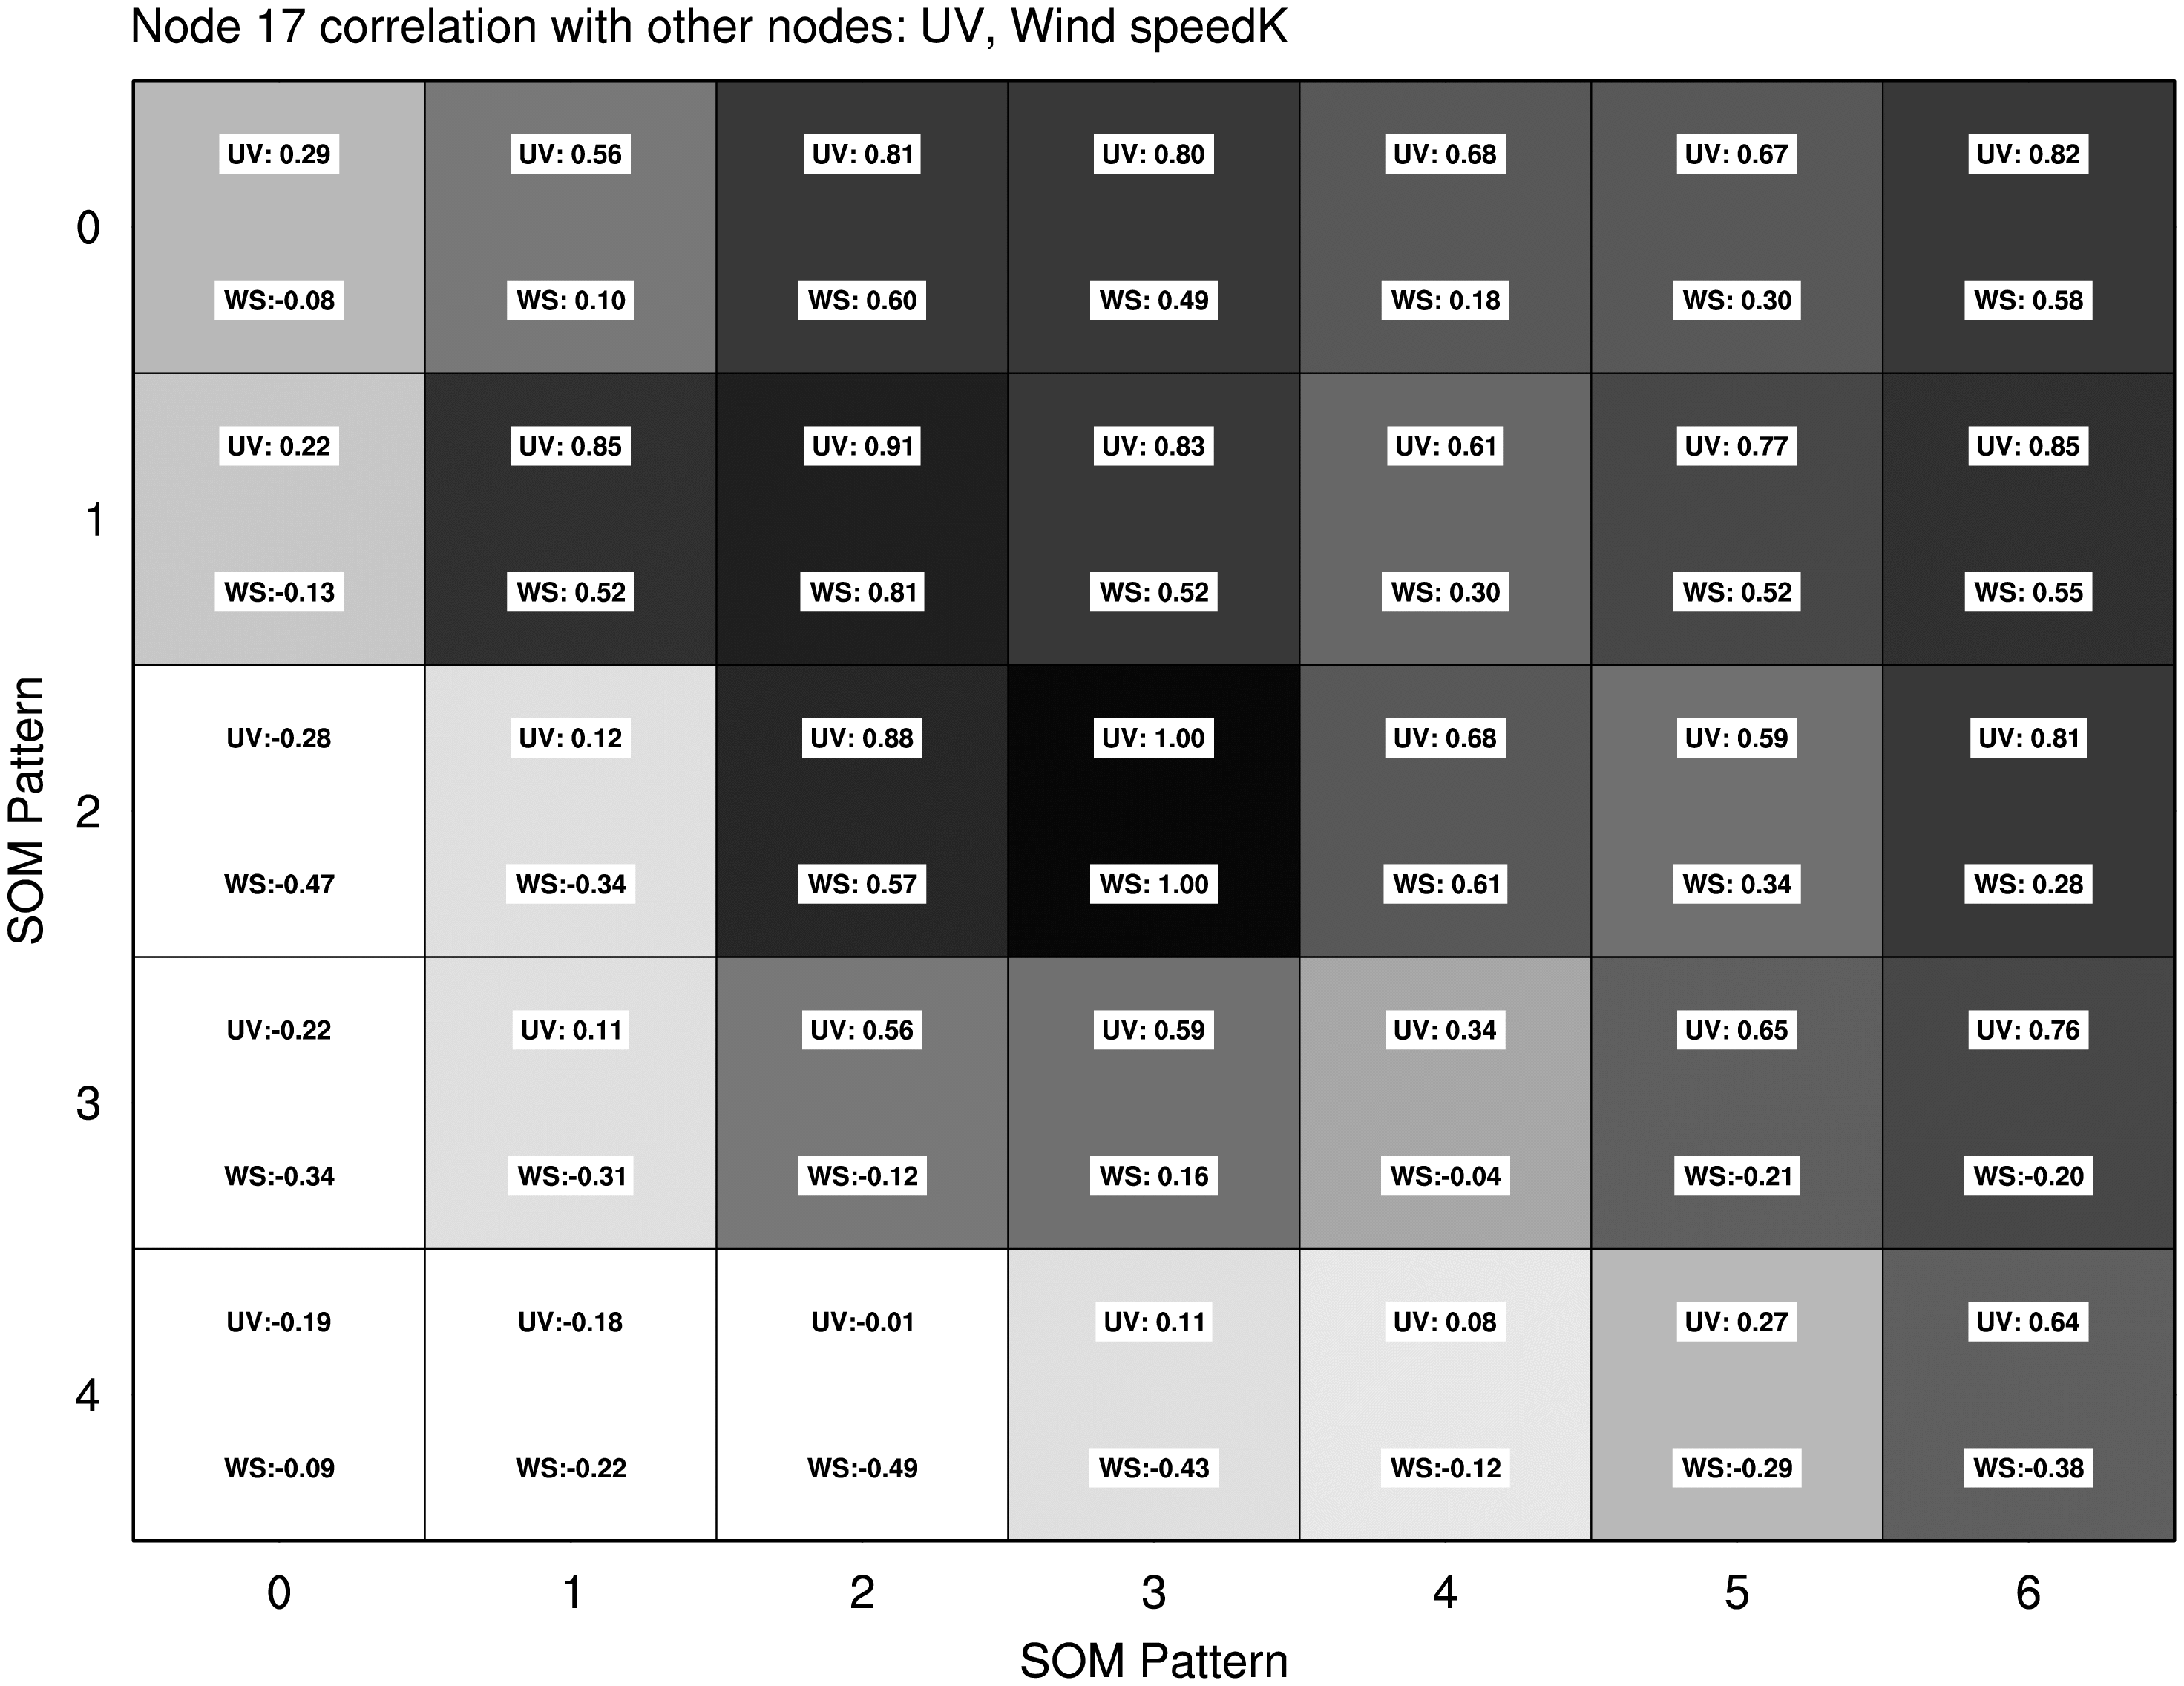 Node 17 correlation with other nodes: UV, Wind speedK
UV: 0.29 UV: 0.56 UV: 0.81 UV: 0.80 UV: 0.68 UV: 0.67 UV: 0.82
0
WS:-0.08 WS: 0.10 WS: 0.60 WS: 0.49 WS: 0.18 WS: 0.30 WS: 0.58
UV: 0.22 UV: 0.85 UV: 0.91 UV: 0.83 UV: 0.61 UV: 0.77 UV: 0.85
1
WS:-0.13 WS: 0.52 WS: 0.81 WS: 0.52 WS: 0.30 WS: 0.52 WS: 0.55
SOM Pattern
UV:-0.28 UV: 0.12 UV: 0.88 UV: 1.00 UV: 0.68 UV: 0.59 UV: 0.81
2
WS:-0.47 WS:-0.34 WS: 0.57 WS: 1.00 WS: 0.61 WS: 0.34 WS: 0.28
UV:-0.22 UV: 0.11 UV: 0.56 UV: 0.59 UV: 0.34 UV: 0.65 UV: 0.76
3
WS:-0.34 WS:-0.31 WS:-0.12 WS: 0.16 WS:-0.04 WS:-0.21 WS:-0.20
UV:-0.19 UV:-0.18 UV:-0.01 UV: 0.11 UV: 0.08 UV: 0.27 UV: 0.64
4
WS:-0.09 WS:-0.22 WS:-0.49 WS:-0.43 WS:-0.12 WS:-0.29 WS:-0.38
0 1 2 3 4 5 6
SOM Pattern